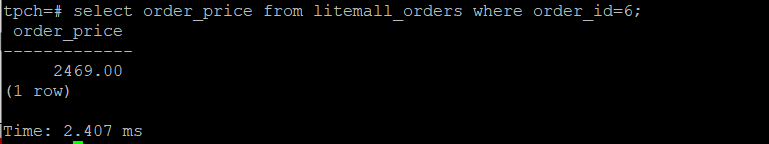 tpch=# select order_price from litemall_orders where order_id=6;
 order_price
-------------
     2469.00
(1 row)

Time: 2.407 ms